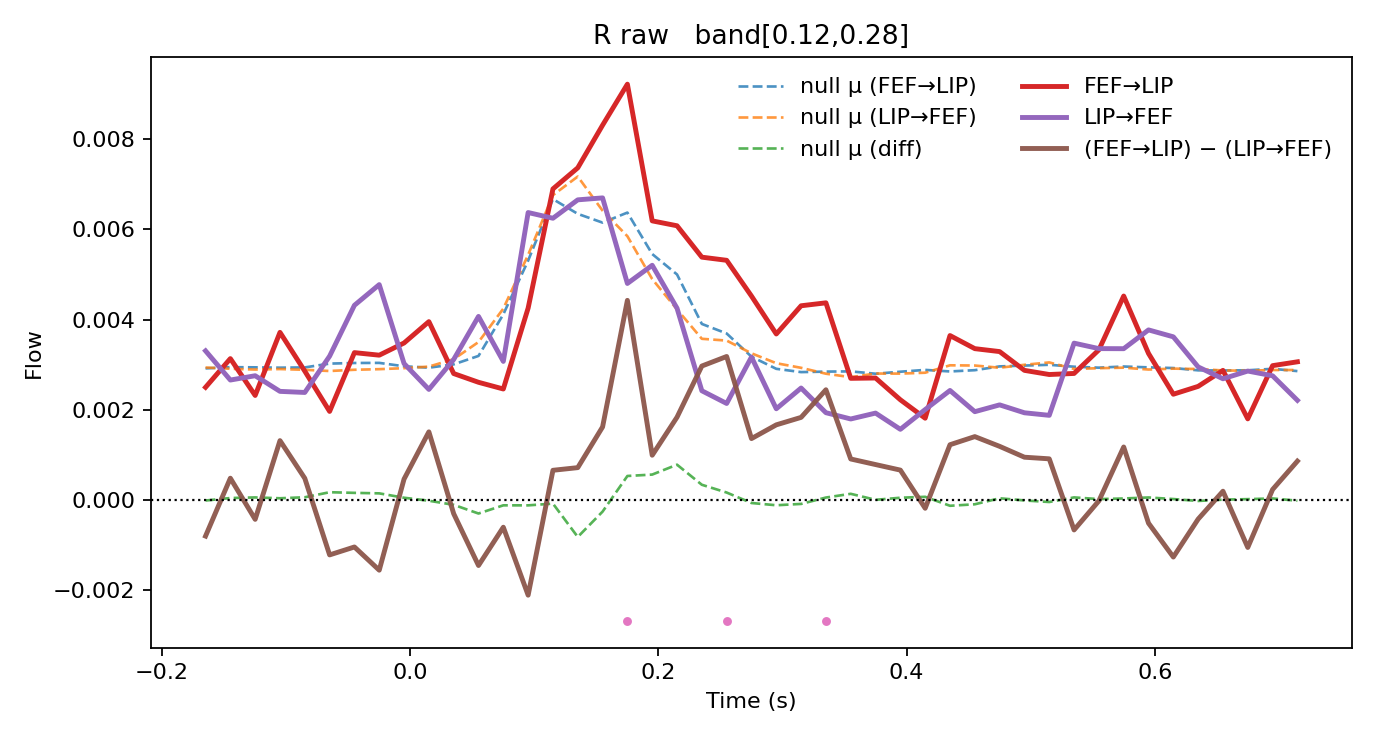 R raw   band[0.12,0.28]
null μ (FEF→LIP)
null μ (LIP→FEF)
null μ (diff)
FEF→LIP
LIP→FEF
(FEF→LIP) − (LIP→FEF)
Flow
0.008
0.006
0.004
0.002
0.000
−0.002
−0.2
0.0
0.2
0.4
0.6
Time (s)